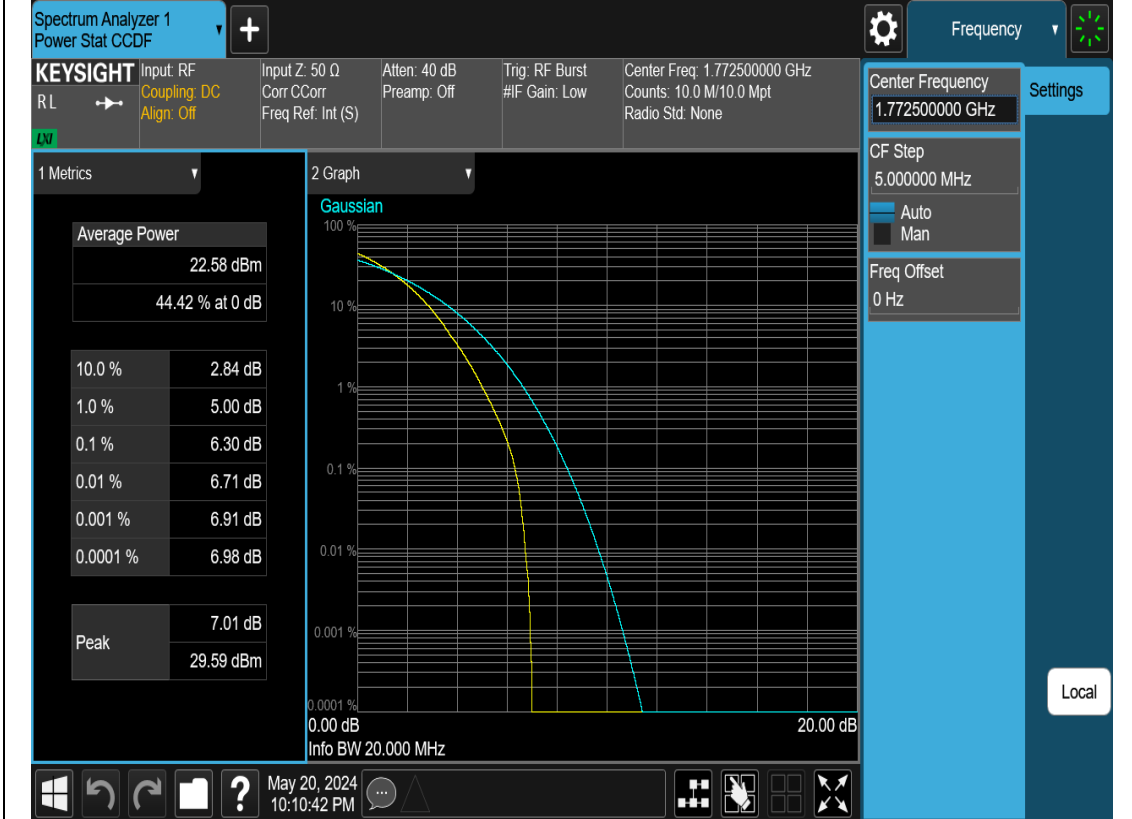 Spectrum Analyzer 1
Power Stat CCDF
Frequency
KEYSIGHT
RL
LXI
Input: RF
Coupling: DC
Align: Off
Input Z: 50 Ω
Corr CCorr
Freq Ref: Int (S)
Atten: 40 dB
Preamp: Off
Trig: RF Burst
#IF Gain: Low
Center Freq: 1.772500000 GHz
Counts: 10.0 M/10.0 Mpt
Radio Std: None
Center Frequency
1.772500000 GHz
Settings
CF Step
5.000000 MHz
Auto
Man
Freq Offset
0 Hz
Local
1 Metrics
Average Power
22.58 dBm
44.42 % at 0 dB
10.0 % 2.84 dB
1.0 % 5.00 dB
0.1 % 6.30 dB
0.01 % 6.71 dB
0.001 % 6.91 dB
0.0001 % 6.98 dB
Peak
7.01 dB
29.59 dBm
2 Graph
Gaussian
100 %
10 %
1 %
0.1 %
0.01 %
0.001 %
0.0001 %
0.00 dB 20.00 dB
Info BW 20.000 MHz
?
May 20, 2024
10:10:42 PM